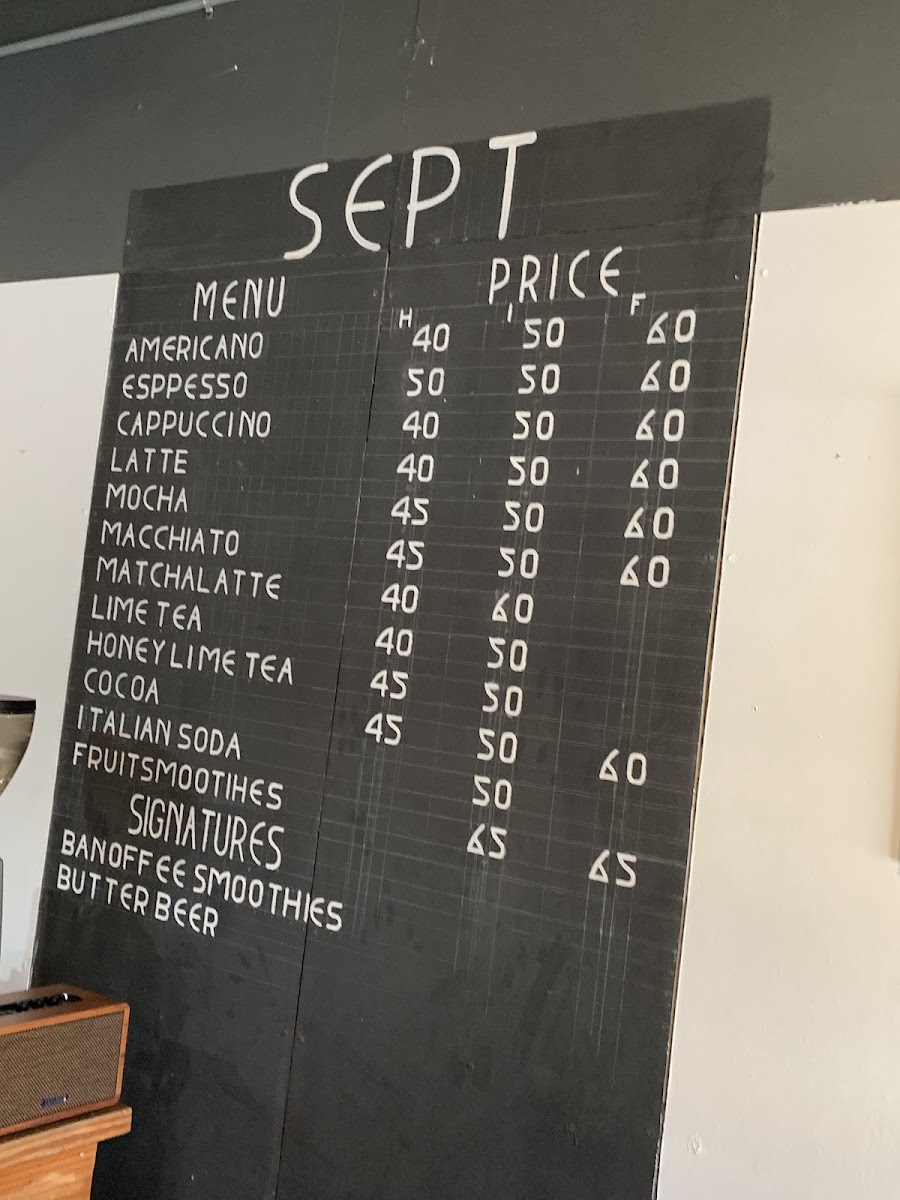 SEPT
MENU PRICE
H I F
AMERICANO 40 50 60
ESPPESSO 50 50 60
CAPPUCCINO 40 50 60
LATTE 40 50 60
MOCHA 45 50 60
MACCHIATO 45 50 60
MATCHALATTE 40 60
LIME TEA 40 50
HONEY LIME TEA 45 50
COCOA 45 50 60
ITALIAN SODA 50
FRUITSMOOTIHES 65 65
SIGNATURES
BANOFFEE SMOOTHIES
BUTTER BEER